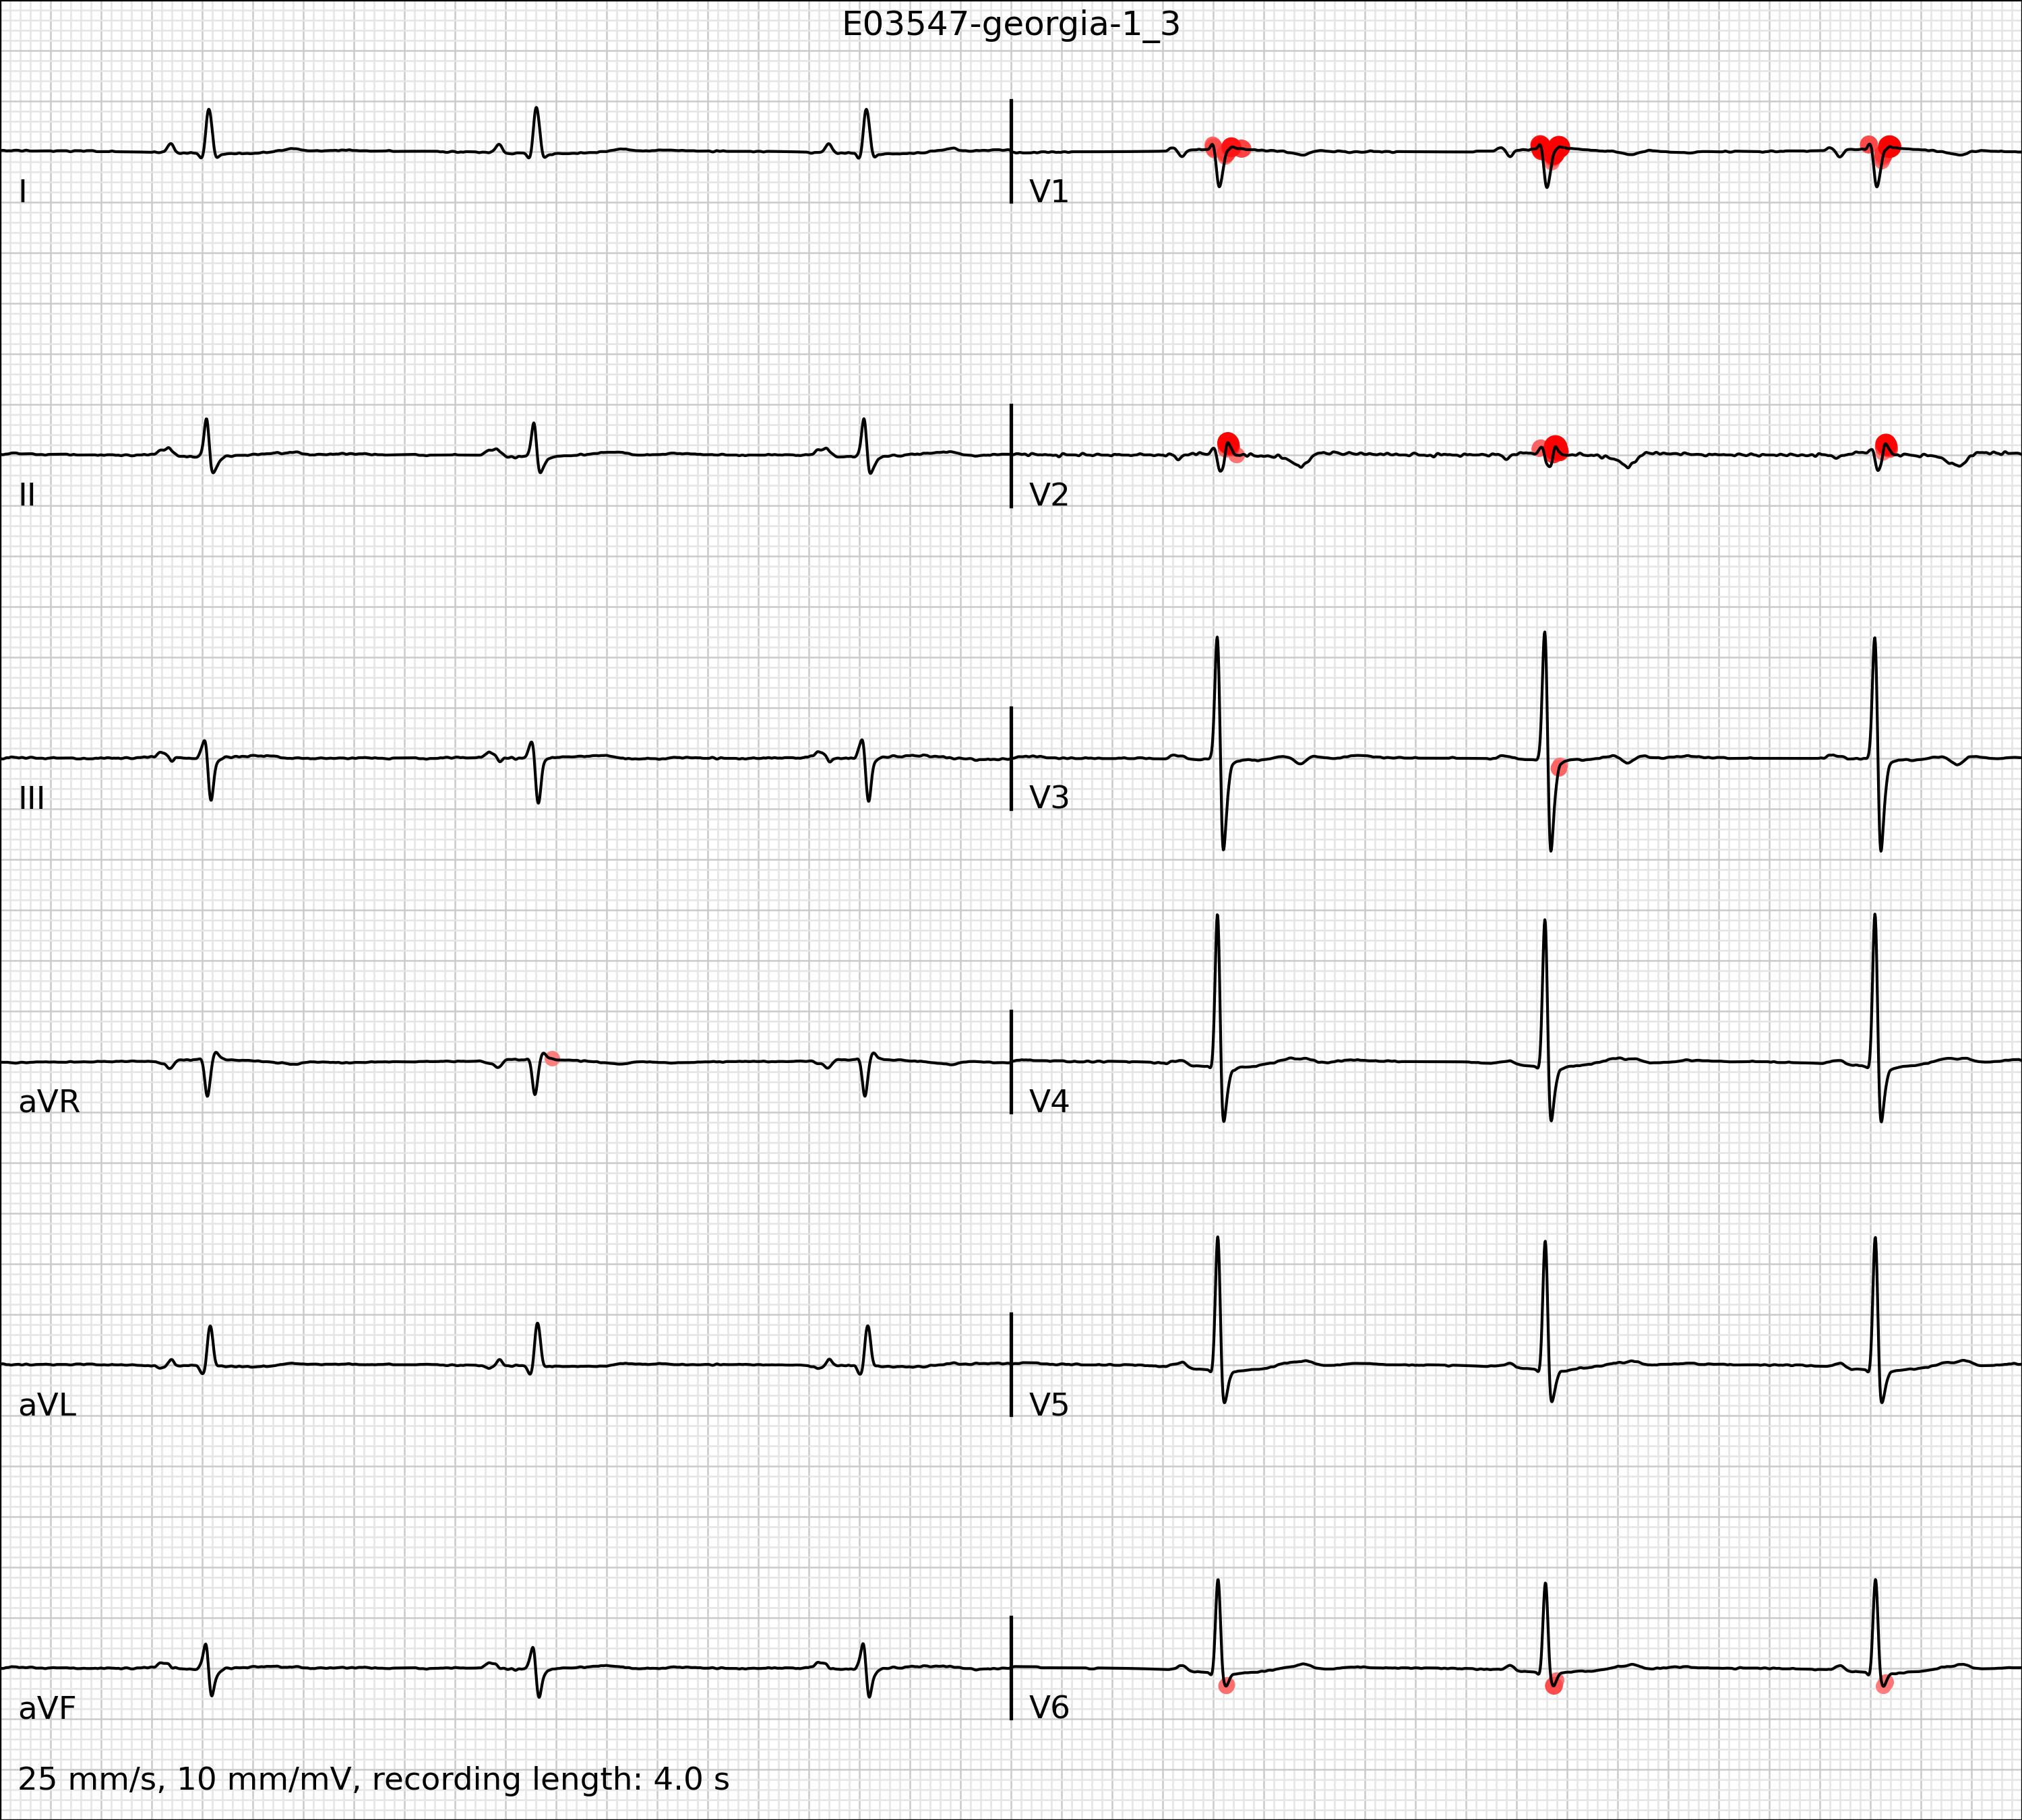 E03547-georgia-1_3
I
V1
II
V2
III
V3
aVR
V4
aVL
V5
aVF
V6
25 mm/s, 10 mm/mV, recording length: 4.0 s